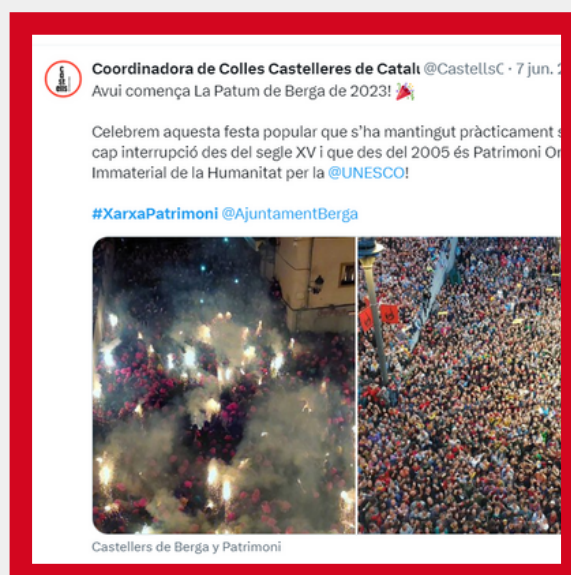 Coordinadora de Colles Castelleres de Catalu @CastellsC · 7 jun. 2
Avui comença La Patum de Berga de 2023!
Celebrem aquesta festa popular que s'ha mantingut pràcticament s
cap interrupció des del segle XV i que des del 2005 és Patrimoni Or
Immaterial de la Humanitat per la @UNESCO!
#XarxaPatrimoni @AjuntamentBerga
Castellers de Berga y Patrimoni